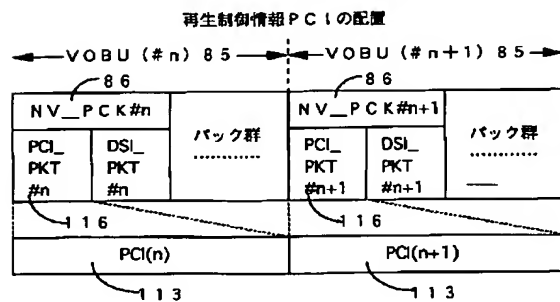 再生制御情報PCIの配置
VOBU(#n)85 VOBU(#n+1)85
86 86
NV_PCK#n パック群 NV_PCK#n+1 パック群
PCI_ DSI_ PCI_ DSI_
PKT PKT PKT PKT
#n #n #n+1 #n+1
116 116
PCI(n) PCI(n+1)
113 113